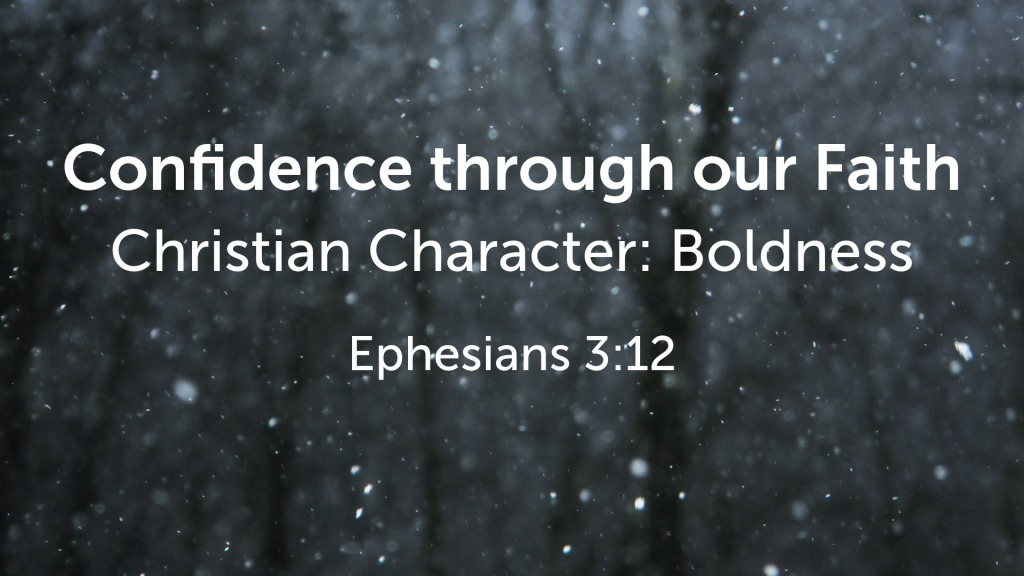 Confidence through our Faith
Christian Character: Boldness
Ephesians 3:12